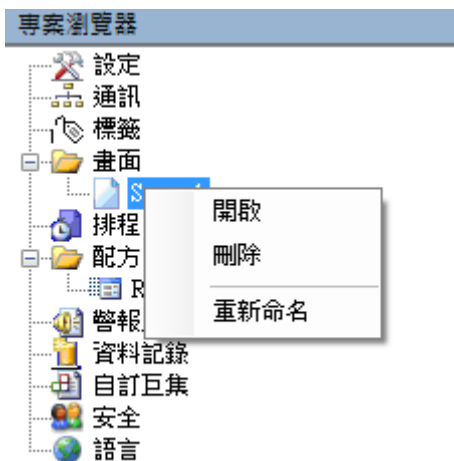 專案瀏覽器
設定
通訊
標籤
畫面
開啟
排程
刪除
配方
重新命名
警報
資料記錄
自訂巨集
安全
語言